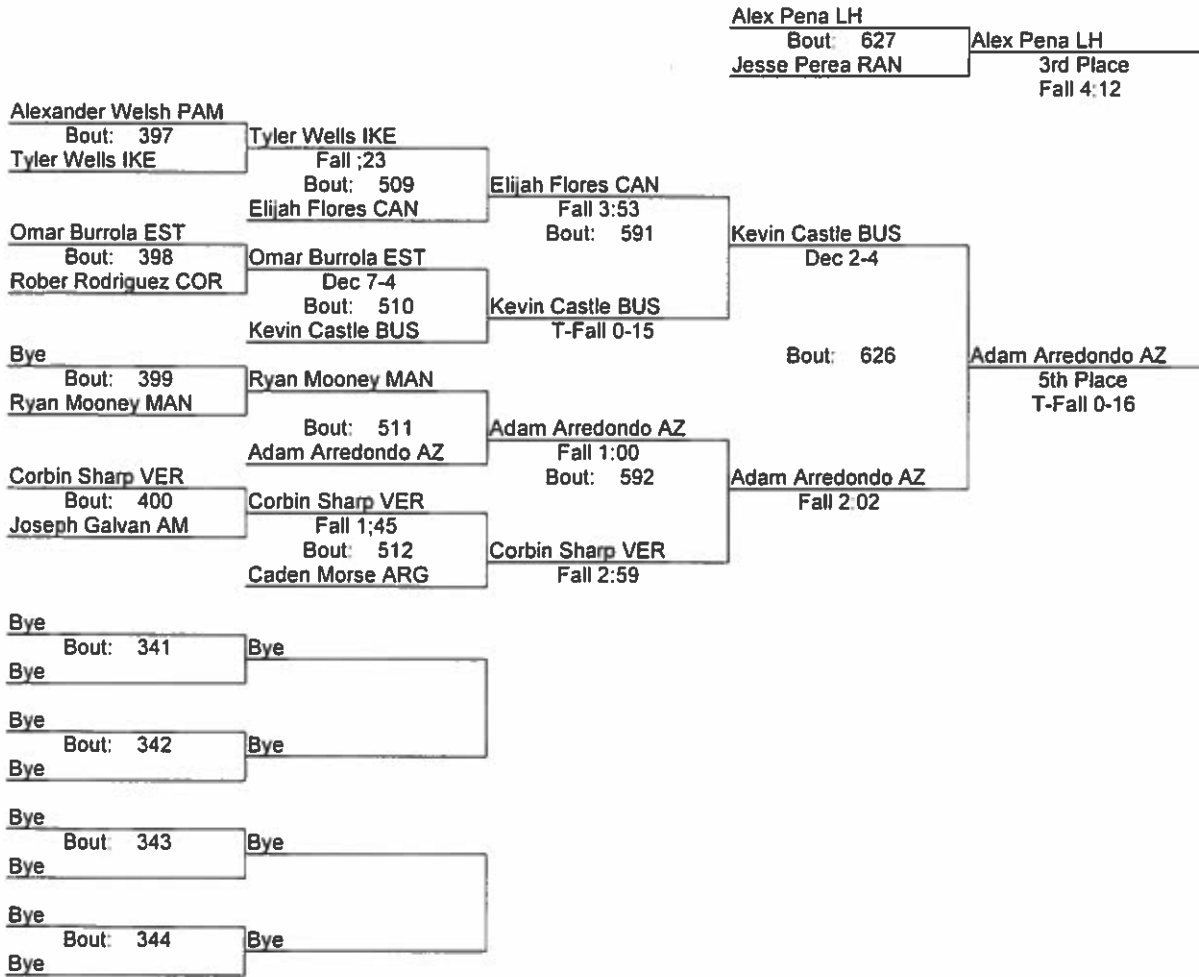 Alex Pena LH
Bout: 627
Jesse Perea RAN
Alex Pena LH
3rd Place
Fall 4:12
Alexander Welsh PAM
Bout: 397
Tyler Wells IKE
Tyler Wells IKE
Fall ;23
Bout: 509
Elijah Flores CAN
Elijah Flores CAN
Fall 3:53
Bout: 591
Omar Burrola EST
Bout: 398
Rober Rodriguez COR
Omar Burrola EST
Dec 7-4
Bout: 510
Kevin Castle BUS
Kevin Castle BUS
T-Fall 0-15
Kevin Castle BUS
Dec 2-4
Bout: 626
Adam Arredondo AZ
5th Place
T-Fall 0-16
Bye
Bout: 399
Ryan Mooney MAN
Ryan Mooney MAN
Bout: 511
Adam Arredondo AZ
Adam Arredondo AZ
Fall 1:00
Bout: 592
Adam Arredondo AZ
Fall 2:02
Corbin Sharp VER
Bout: 400
Joseph Galvan AM
Corbin Sharp VER
Fall 1;45
Bout: 512
Caden Morse ARG
Corbin Sharp VER
Fall 2:59
Bye
Bout: 341
Bye
Bye
Bye
Bout: 342
Bye
Bye
Bye
Bout: 343
Bye
Bye
Bye
Bout: 344
Bye
Bye